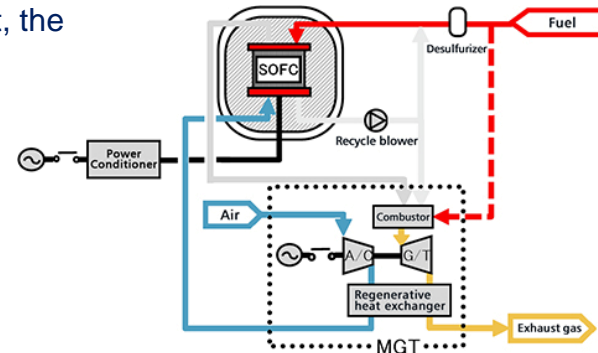 t, the
Fuel
Desulfurizer
SOFC
Recycle blower
Power
Conditioner
Air
Combustor
A/C
G/T
Regenerative
heat exchanger
Exhaust gas
MGT